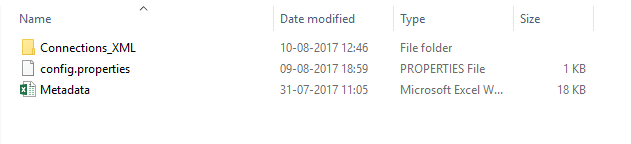 Name Date modified Type Size
Connections_XML 10-08-2017 12:46 File folder
config.properties 09-08-2017 18:59 PROPERTIES File 1 KB
Metadata 31-07-2017 11:05 Microsoft Excel W... 18 KB